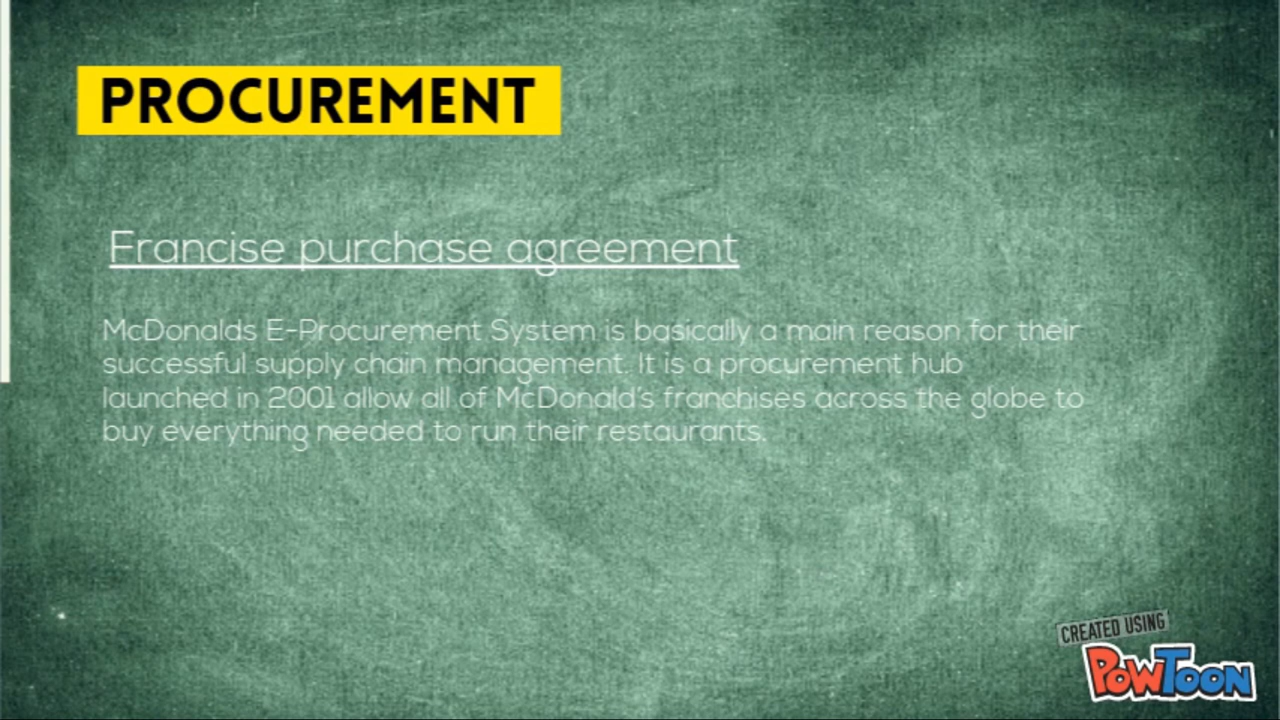 PROCUREMENT
Francise purchase agreement
McDonalds E-Procurement System is basically a main reason for their
successful supply chain management. It is a procurement hub
launched in 2001 allow all of McDonald's franchises across the globe to
buy everything needed to run their restaurants.
CREATED USING
POWTOON